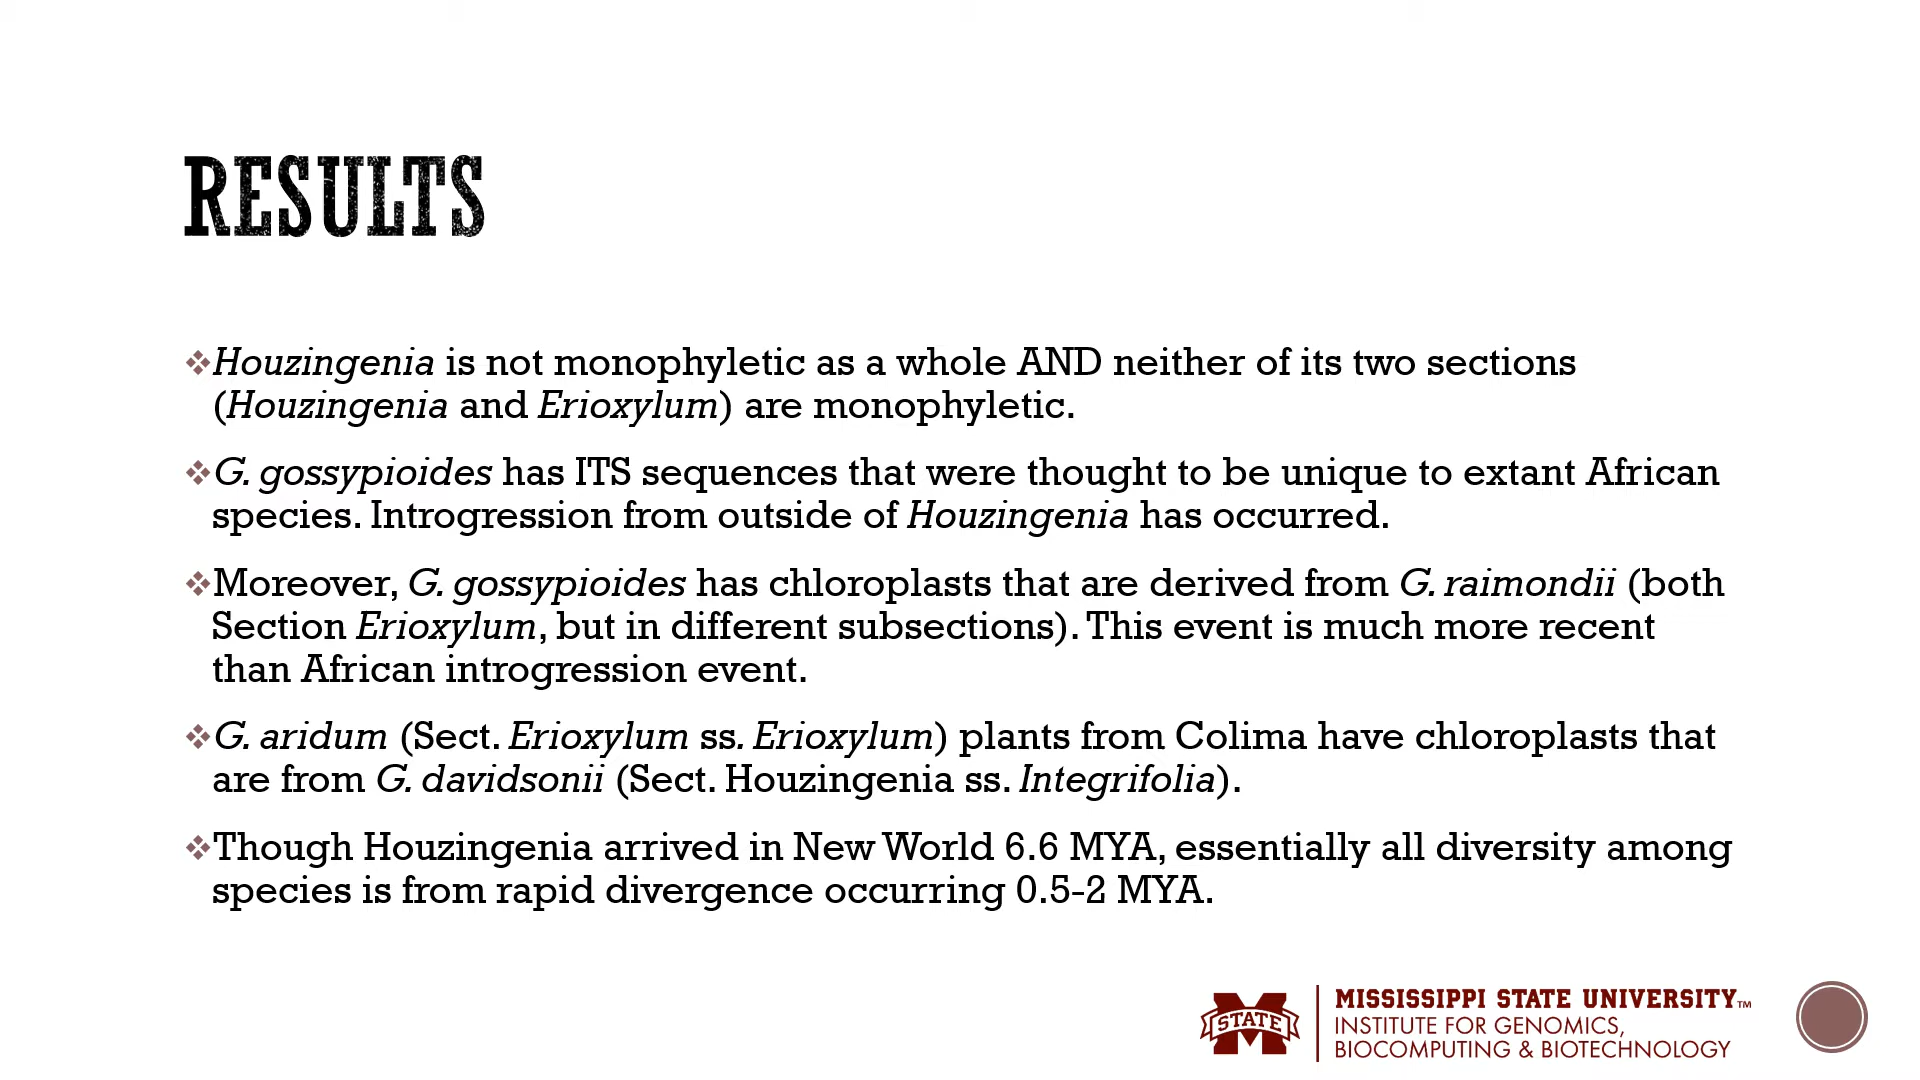 RESULTS
❖Houzingenia is not monophyletic as a whole AND neither of its two sections
(Houzingenia and Erioxylum) are monophyletic.
❖G. gossypioides has ITS sequences that were thought to be unique to extant African
species. Introgression from outside of Houzingenia has occurred.
❖Moreover, G. gossypioides has chloroplasts that are derived from G. raimondii (both
Section Erioxylum, but in different subsections). This event is much more recent
than African introgression event.
❖G. aridum (Sect. Erioxylum ss. Erioxylum) plants from Colima have chloroplasts that
are from G. davidsonii (Sect. Houzingenia ss. Integrifolia).
❖Though Houzingenia arrived in New World 6.6 MYA, essentially all diversity among
species is from rapid divergence occurring 0.5-2 MYA.
STATE
MISSISSIPPI STATE UNIVERSITY™
INSTITUTE FOR GENOMICS,
BIOCOMPUTING & BIOTECHNOLOGY